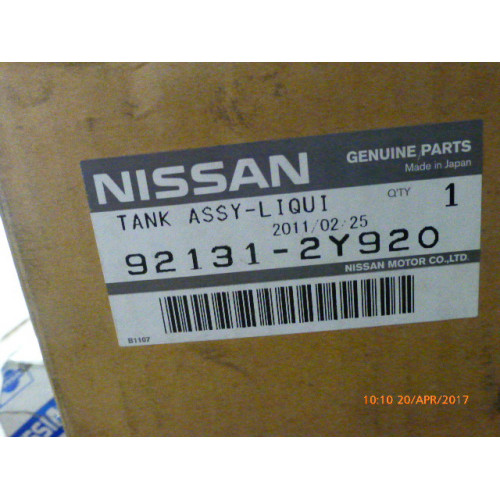 NISSAN
GENUINE PARTS
Made in Japan
TANK ASSY-LIQUI
Q'TY 1
2011/02/25
92131-2Y920
NISSAN MOTOR CO.,LTD.
B1107
10:10 20/APR/2017